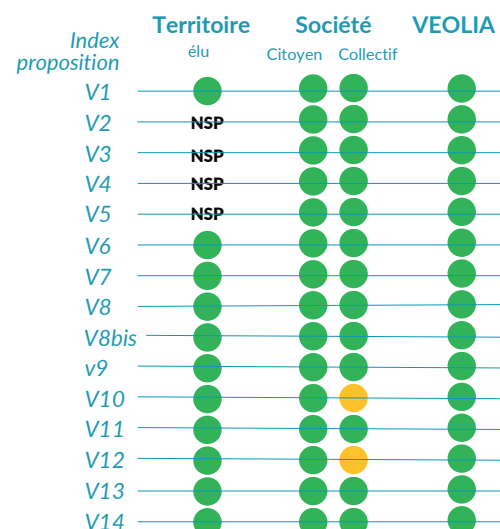 Territoire Société VEOLIA
Index proposition
élu Citoyen Collectif
V1
V2 NSP
V3 NSP
V4 NSP
V5 NSP
V6
V7
V8
V8bis
v9
V10
V11
V12
V13
V14